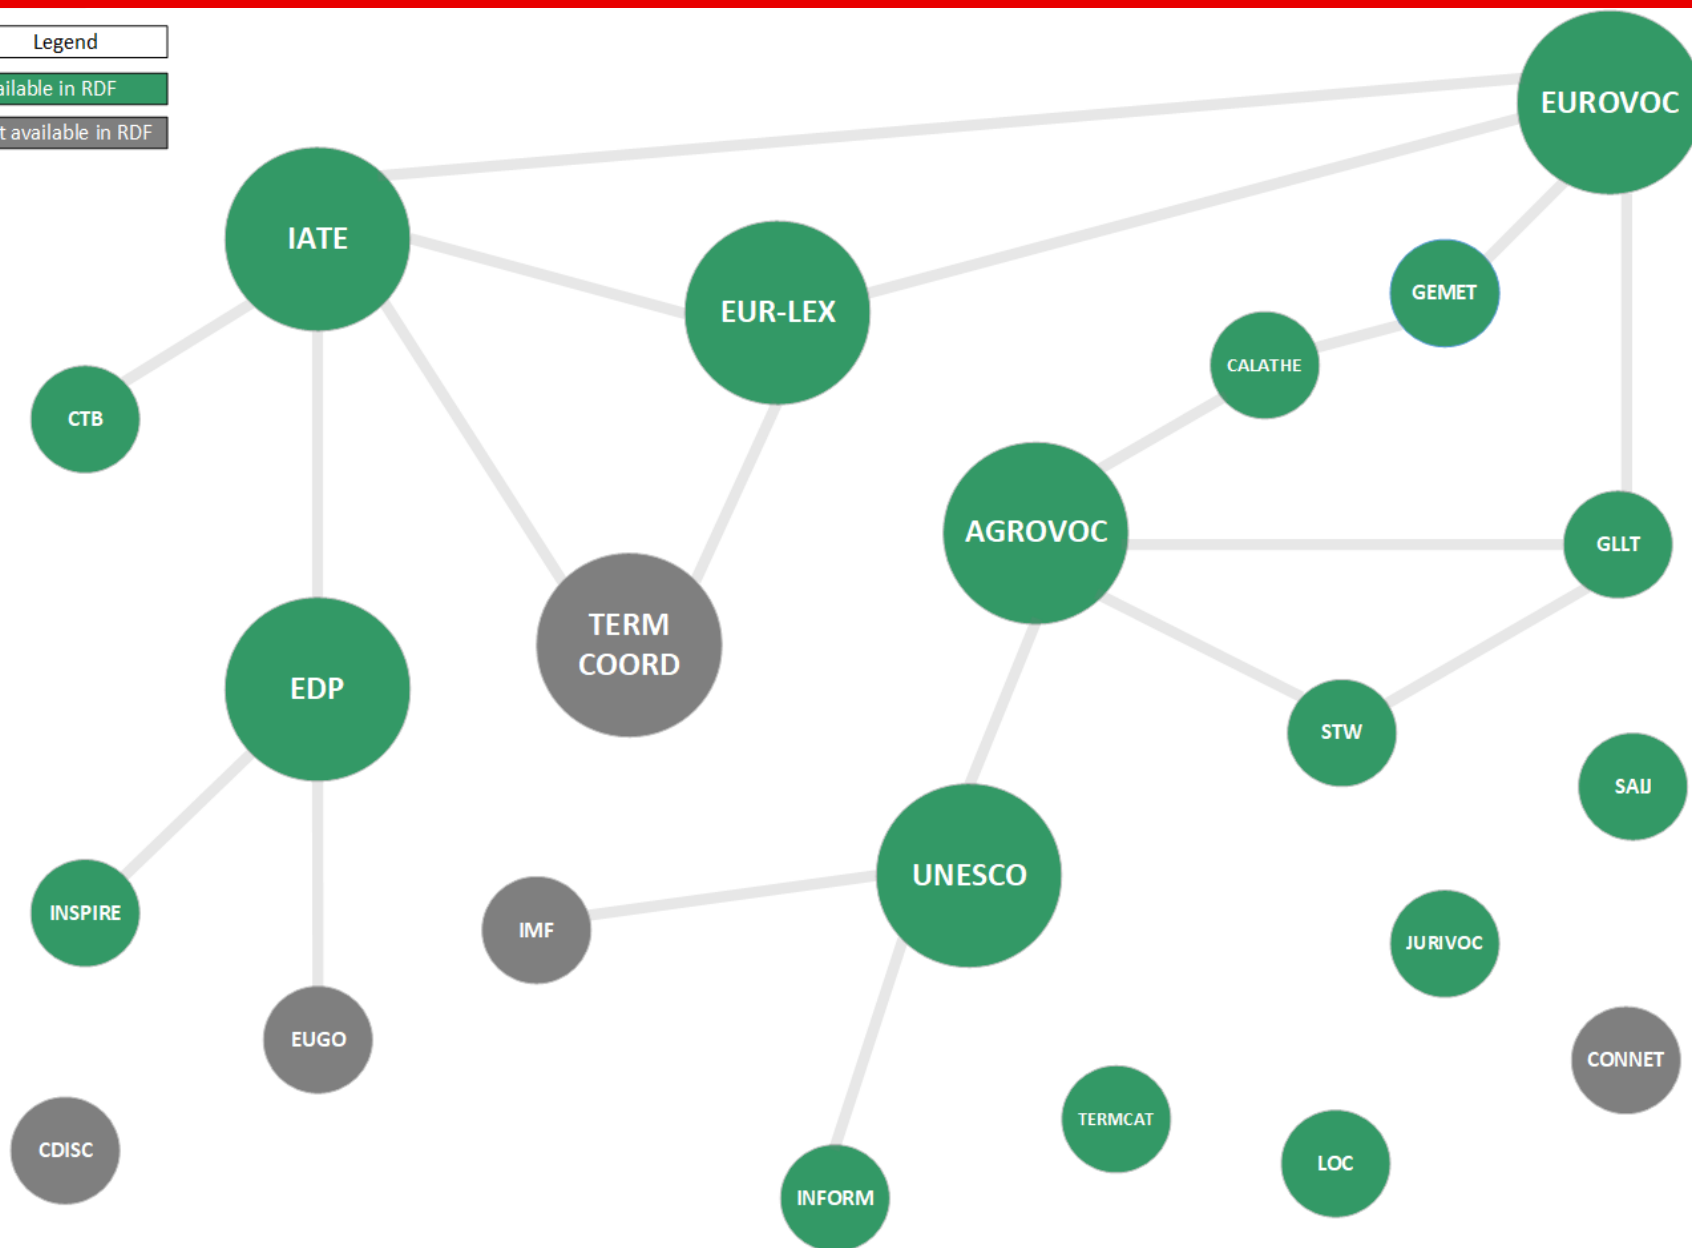 Legend
ailable in RDF
t available in RDF
EUROVOC
IATE
EUR-LEX
GEMET
CALATHE
CTB
AGROVOC
GLLT
TERM
COORD
EDP
STW
SAIJ
UNESCO
INSPIRE
IMF
JURIVOC
EUGO
CONNET
TERMCAT
CDISC
LOC
INFORM